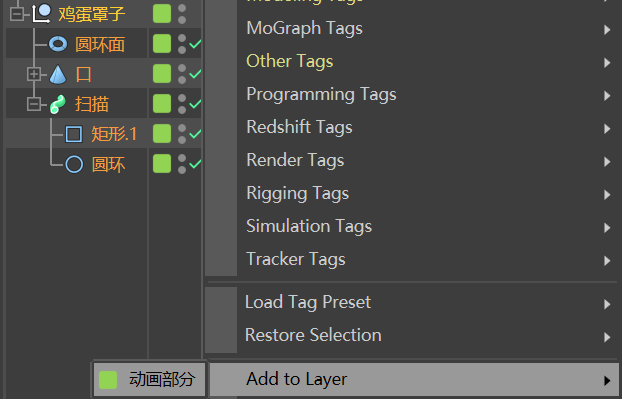 鸡蛋罩子
圆环面
口
扫描
矩形.1
圆环
Modeling Tags
MoGraph Tags
Other Tags
Programming Tags
Redshift Tags
Render Tags
Rigging Tags
Simulation Tags
Tracker Tags
Load Tag Preset
Restore Selection
动画部分
Add to Layer